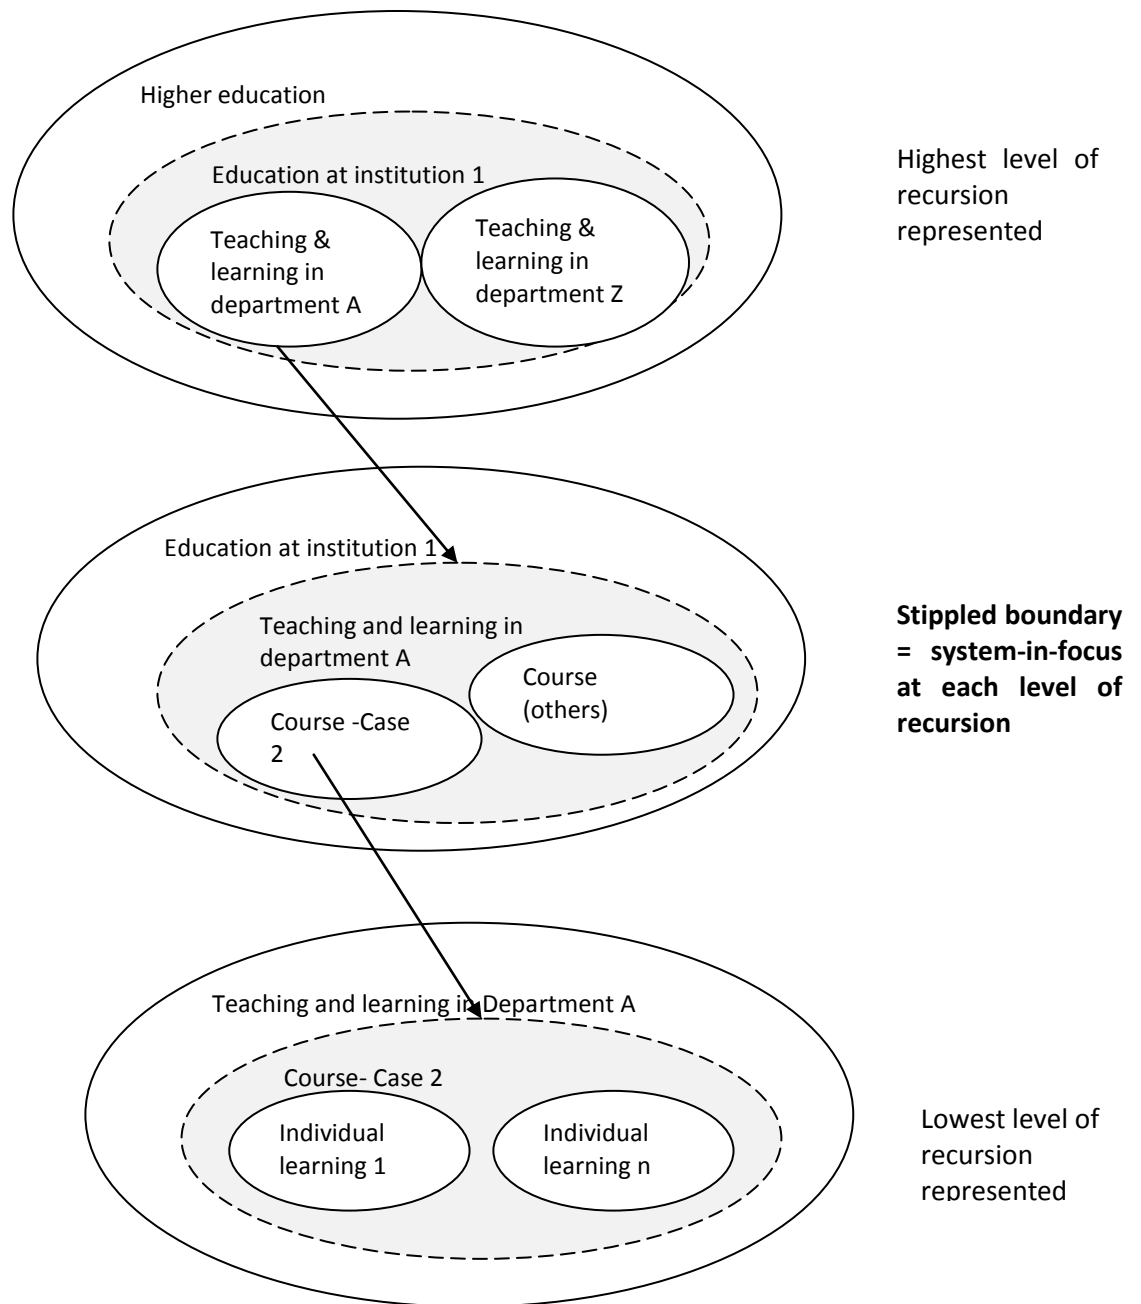 Higher education
Education at institution 1
Teaching &
learning in
department A
Teaching &
learning in
department Z
Highest level of
recursion
represented
Education at institution 1
Teaching and learning in
department A
Course -Case
2
Course
(others)
Stippled boundary
= system-in-focus
at each level of
recursion
Teaching and learning in Department A
Course- Case 2
Individual
learning 1
Individual
learning n
Lowest level of
recursion
represented